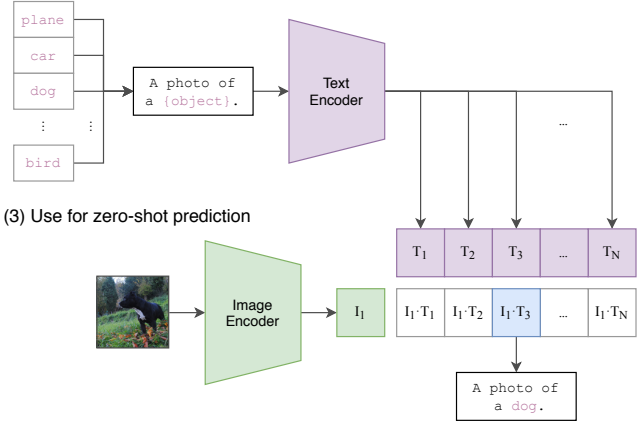 plane
car
dog
⋮ ⋮
bird
A photo of
a {object}.
Text
Encoder
...
(3) Use for zero-shot prediction
T1 T2 T3 ... TN
Image
Encoder
I1
I1·T1 I1·T2 I1·T3 ... I1·TN
A photo of
a dog.